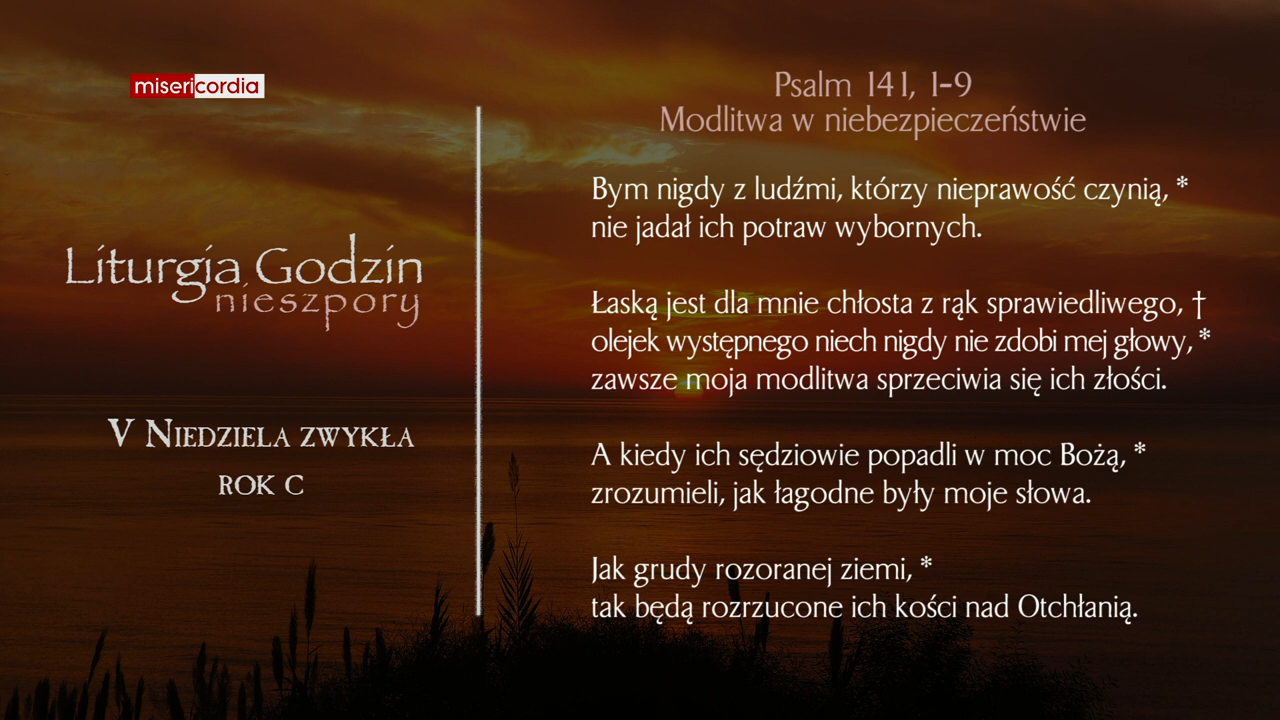 misericordia
Liturgia Godzin
nieszpory
V Niedziela zwykła
rok C
Psalm 141, 1-9
Modlitwa w niebezpieczeństwie
Bym nigdy z ludźmi, którzy nieprawość czynią, *
nie jadał ich potraw wybornych.
Łaską jest dla mnie chłosta z rąk sprawiedliwego, †
olejek występnego niech nigdy nie zdobi mej głowy, *
zawsze moja modlitwa sprzeciwia się ich złości.
A kiedy ich sędziowie popadli w moc Bożą, *
zrozumieli, jak łagodne były moje słowa.
Jak grudy rozoranej ziemi, *
tak będą rozrzucone ich kości nad Otchłanią.